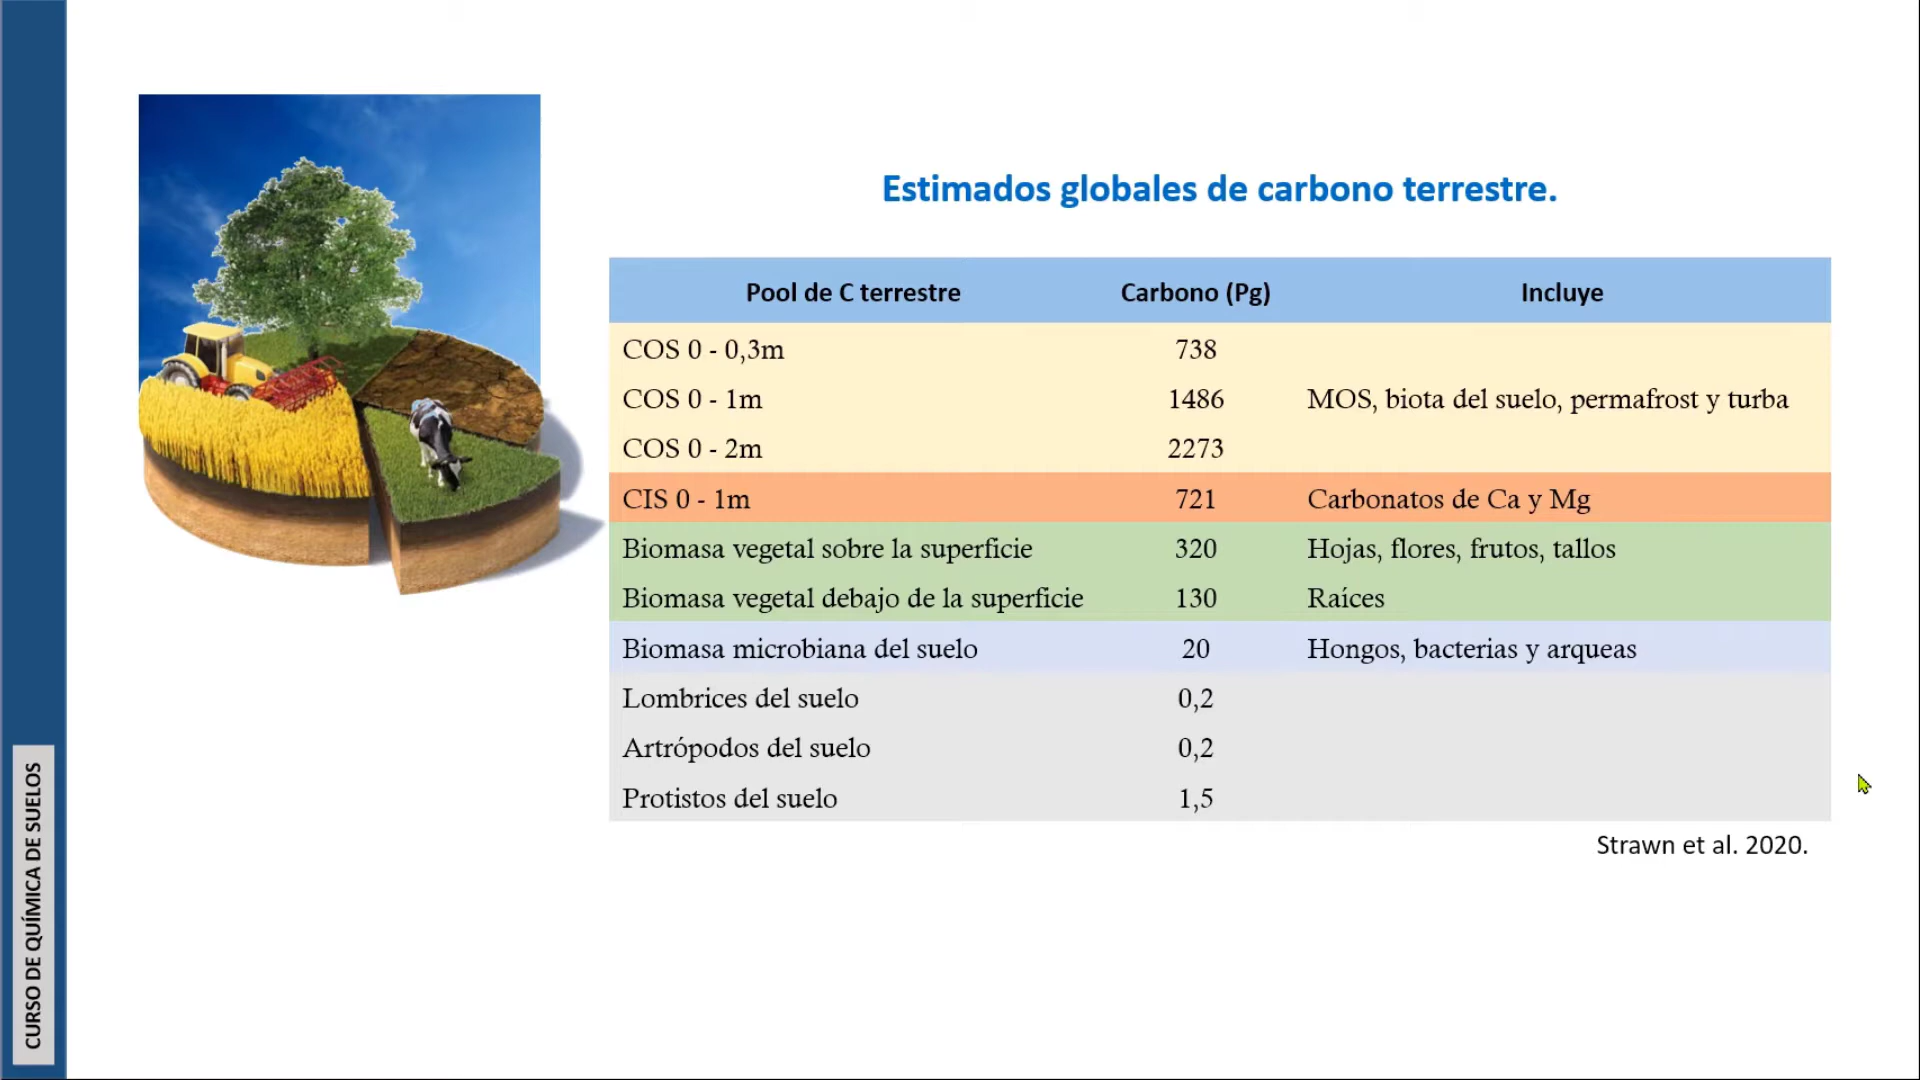 Estimados globales de carbono terrestre.
Pool de C terrestre Carbono (Pg) Incluye
COS 0 - 0,3m 738
COS 0 - 1m 1486 MOS, biota del suelo, permafrost y turba
COS 0 - 2m 2273
CIS 0 - 1m 721 Carbonatos de Ca y Mg
Biomasa vegetal sobre la superficie 320 Hojas, flores, frutos, tallos
Biomasa vegetal debajo de la superficie 130 Raíces
Biomasa microbiana del suelo 20 Hongos, bacterias y arqueas
Lombrices del suelo 0,2
Artrópodos del suelo 0,2
Protistos del suelo 1,5
Strawn et al. 2020.
CURSO DE QUÍMICA DE SUELOS